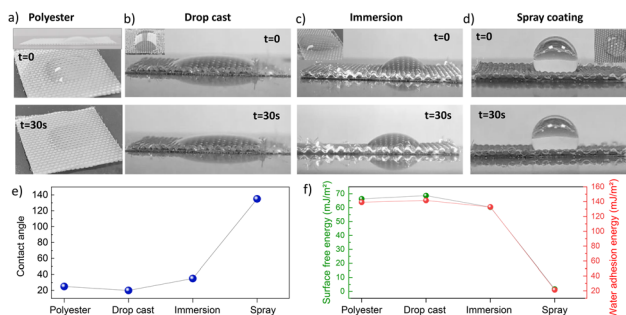 a) Polyester
b) Drop cast
c) Immersion
d) Spray coating
t=0
t=0
t=0
t=0
t=30s
t=30s
t=30s
t=30s
e)
Contact angle
140
120
100
80
60
40
20
Polyester Drop cast Immersion Spray
f)
Surface free energy (mJ/m²)
70
60
50
40
30
20
10
0
Polyester Drop cast Immersion Spray
160
140
120
100
80
60
40
20
Water adhesion energy (mJ/m²)